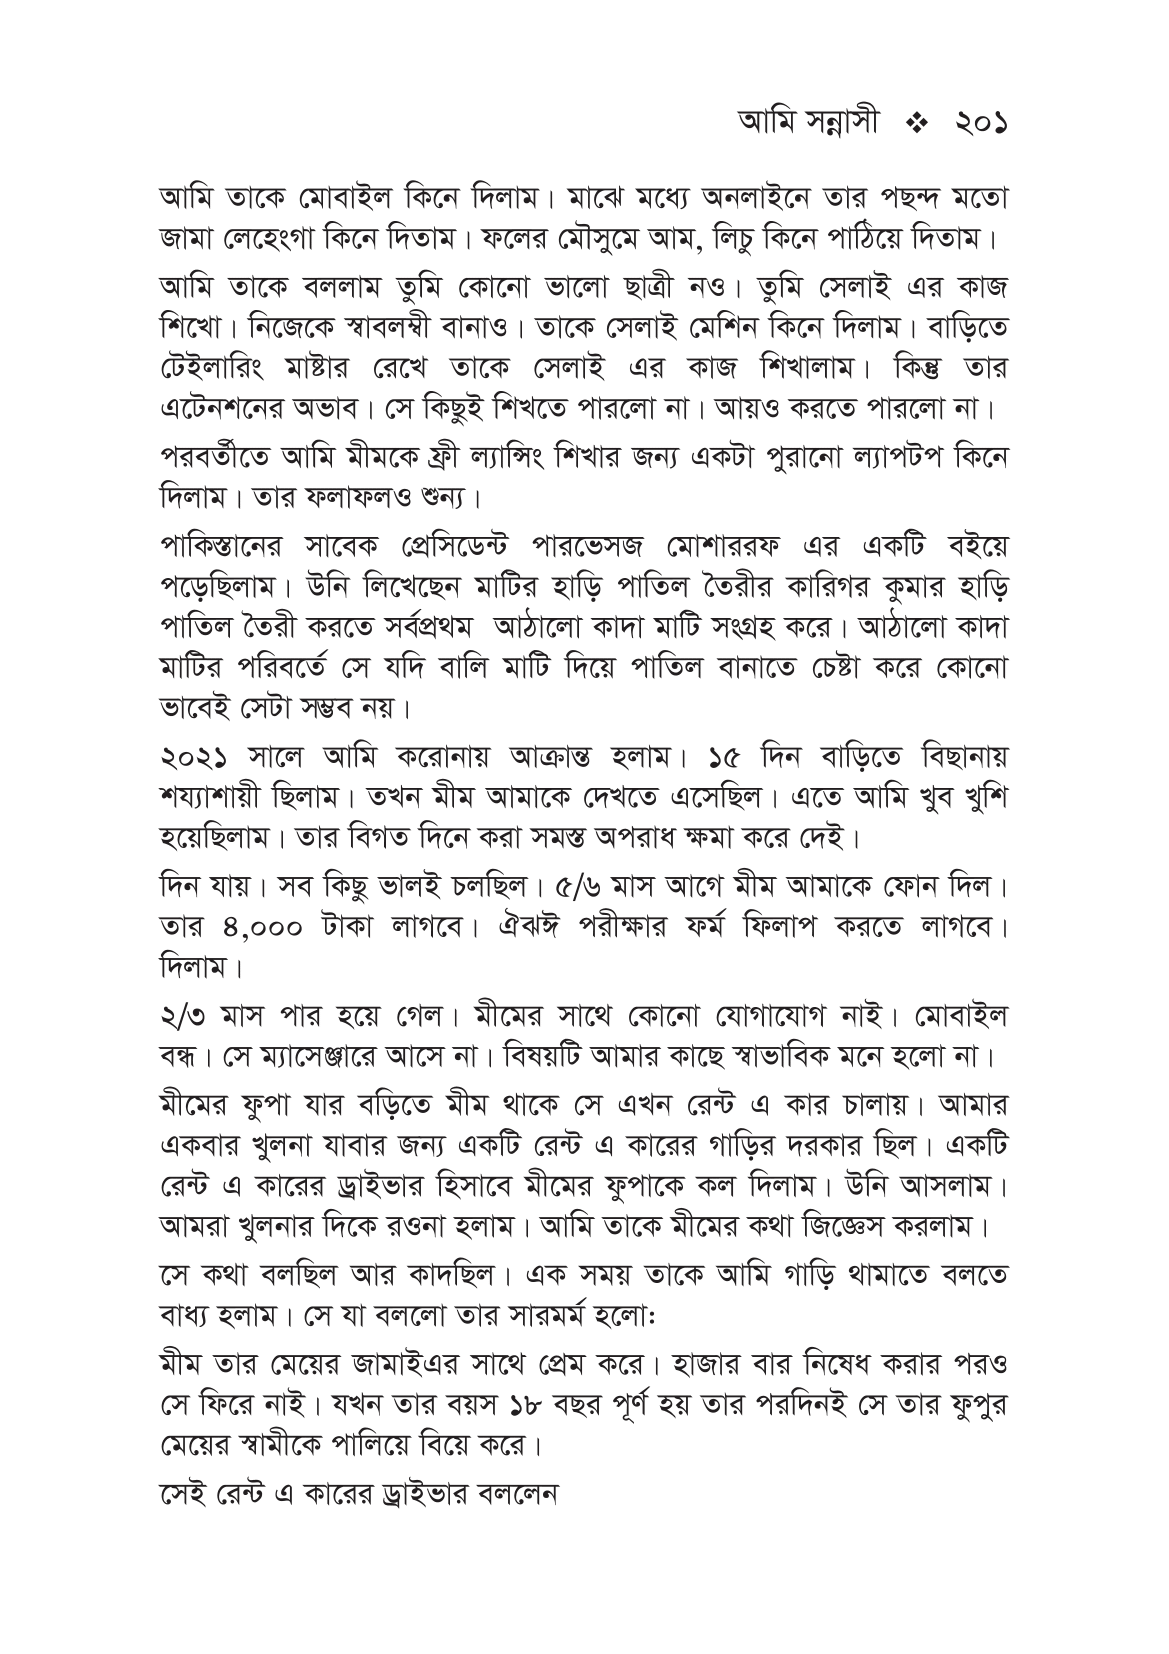 আমি সন্নাসী ❖ ২০১
আমি তাকে মোবাইল কিনে দিলাম। মাঝে মধ্যে অনলাইনে তার পছন্দ মতো
জামা লেহেংগা কিনে দিতাম। ফলের মৌসুমে আম, লিচু কিনে পাঠিয়ে দিতাম।
আমি তাকে বললাম তুমি কোনো ভালো ছাত্রী নও। তুমি সেলাই এর কাজ
শিখো। নিজেকে স্বাবলম্বী বানাও। তাকে সেলাই মেশিন কিনে দিলাম। বাড়িতে
টেইলারিং মাষ্টার রেখে তাকে সেলাই এর কাজ শিখালাম। কিন্তু তার
এটেনশনের অভাব। সে কিছুই শিখতে পারলো না। আয়ও করতে পারলো না।
পরবর্তীতে আমি মীমকে ফ্রী ল্যান্সিং শিখার জন্য একটা পুরানো ল্যাপটপ কিনে
দিলাম। তার ফলাফলও শুন্য।
পাকিস্তানের সাবেক প্রেসিডেন্ট পারভেসজ মোশাররফ এর একটি বইয়ে
পড়েছিলাম। উনি লিখেছেন মাটির হাড়ি পাতিল তৈরীর কারিগর কুমার হাড়ি
পাতিল তৈরী করতে সর্বপ্রথম আঠালো কাদা মাটি সংগ্রহ করে। আঠালো কাদা
মাটির পরিবর্তে সে যদি বালি মাটি দিয়ে পাতিল বানাতে চেষ্টা করে কোনো
ভাবেই সেটা সম্ভব নয়।
২০২১ সালে আমি করোনায় আক্রান্ত হলাম। ১৫ দিন বাড়িতে বিছানায়
শয্যাশায়ী ছিলাম। তখন মীম আমাকে দেখতে এসেছিল। এতে আমি খুব খুশি
হয়েছিলাম। তার বিগত দিনে করা সমস্ত অপরাধ ক্ষমা করে দেই।
দিন যায়। সব কিছু ভালই চলছিল। ৫/৬ মাস আগে মীম আমাকে ফোন দিল।
তার ৪,০০০ টাকা লাগবে। ঐঝঈ পরীক্ষার ফর্ম ফিলাপ করতে লাগবে।
দিলাম।
২/৩ মাস পার হয়ে গেল। মীমের সাথে কোনো যোগাযোগ নাই। মোবাইল
বন্ধ। সে ম্যাসেঞ্জারে আসে না। বিষয়টি আমার কাছে স্বাভাবিক মনে হলো না।
মীমের ফুপা যার বড়িতে মীম থাকে সে এখন রেন্ট এ কার চালায়। আমার
একবার খুলনা যাবার জন্য একটি রেন্ট এ কারের গাড়ির দরকার ছিল। একটি
রেন্ট এ কারের ড্রাইভার হিসাবে মীমের ফুপাকে কল দিলাম। উনি আসলাম।
আমরা খুলনার দিকে রওনা হলাম। আমি তাকে মীমের কথা জিজ্ঞেস করলাম।
সে কথা বলছিল আর কাদছিল। এক সময় তাকে আমি গাড়ি থামাতে বলতে
বাধ্য হলাম। সে যা বললো তার সারমর্ম হলো:
মীম তার মেয়ের জামাইএর সাথে প্রেম করে। হাজার বার নিষেধ করার পরও
সে ফিরে নাই। যখন তার বয়স ১৮ বছর পূর্ণ হয় তার পরদিনই সে তার ফুপুর
মেয়ের স্বামীকে পালিয়ে বিয়ে করে।
সেই রেন্ট এ কারের ড্রাইভার বললেন